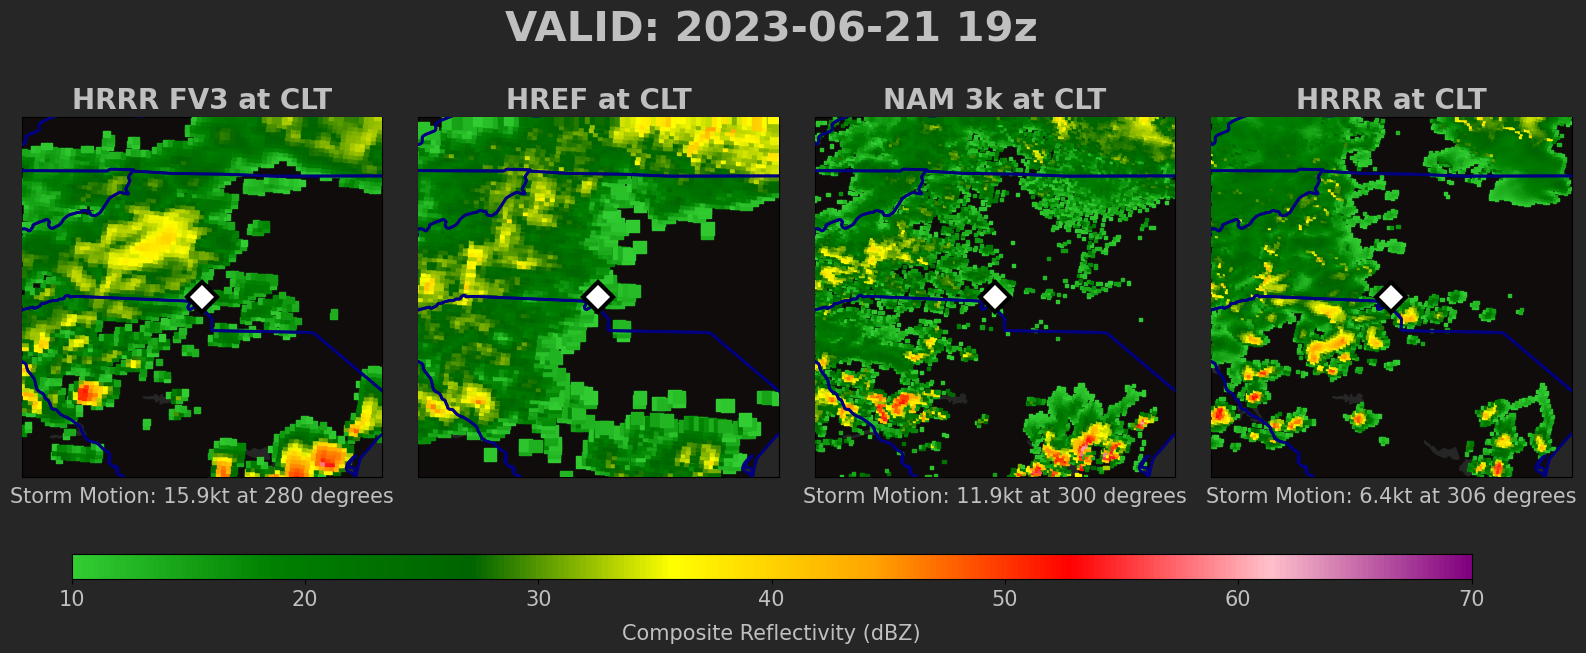 VALID: 2023-06-21 19z
HRRR FV3 at CLT
HREF at CLT
NAM 3k at CLT
HRRR at CLT
Storm Motion: 15.9kt at 280 degrees
Storm Motion: 11.9kt at 300 degrees
Storm Motion: 6.4kt at 306 degrees
10 20 30 40 50 60 70
Composite Reflectivity (dBZ)